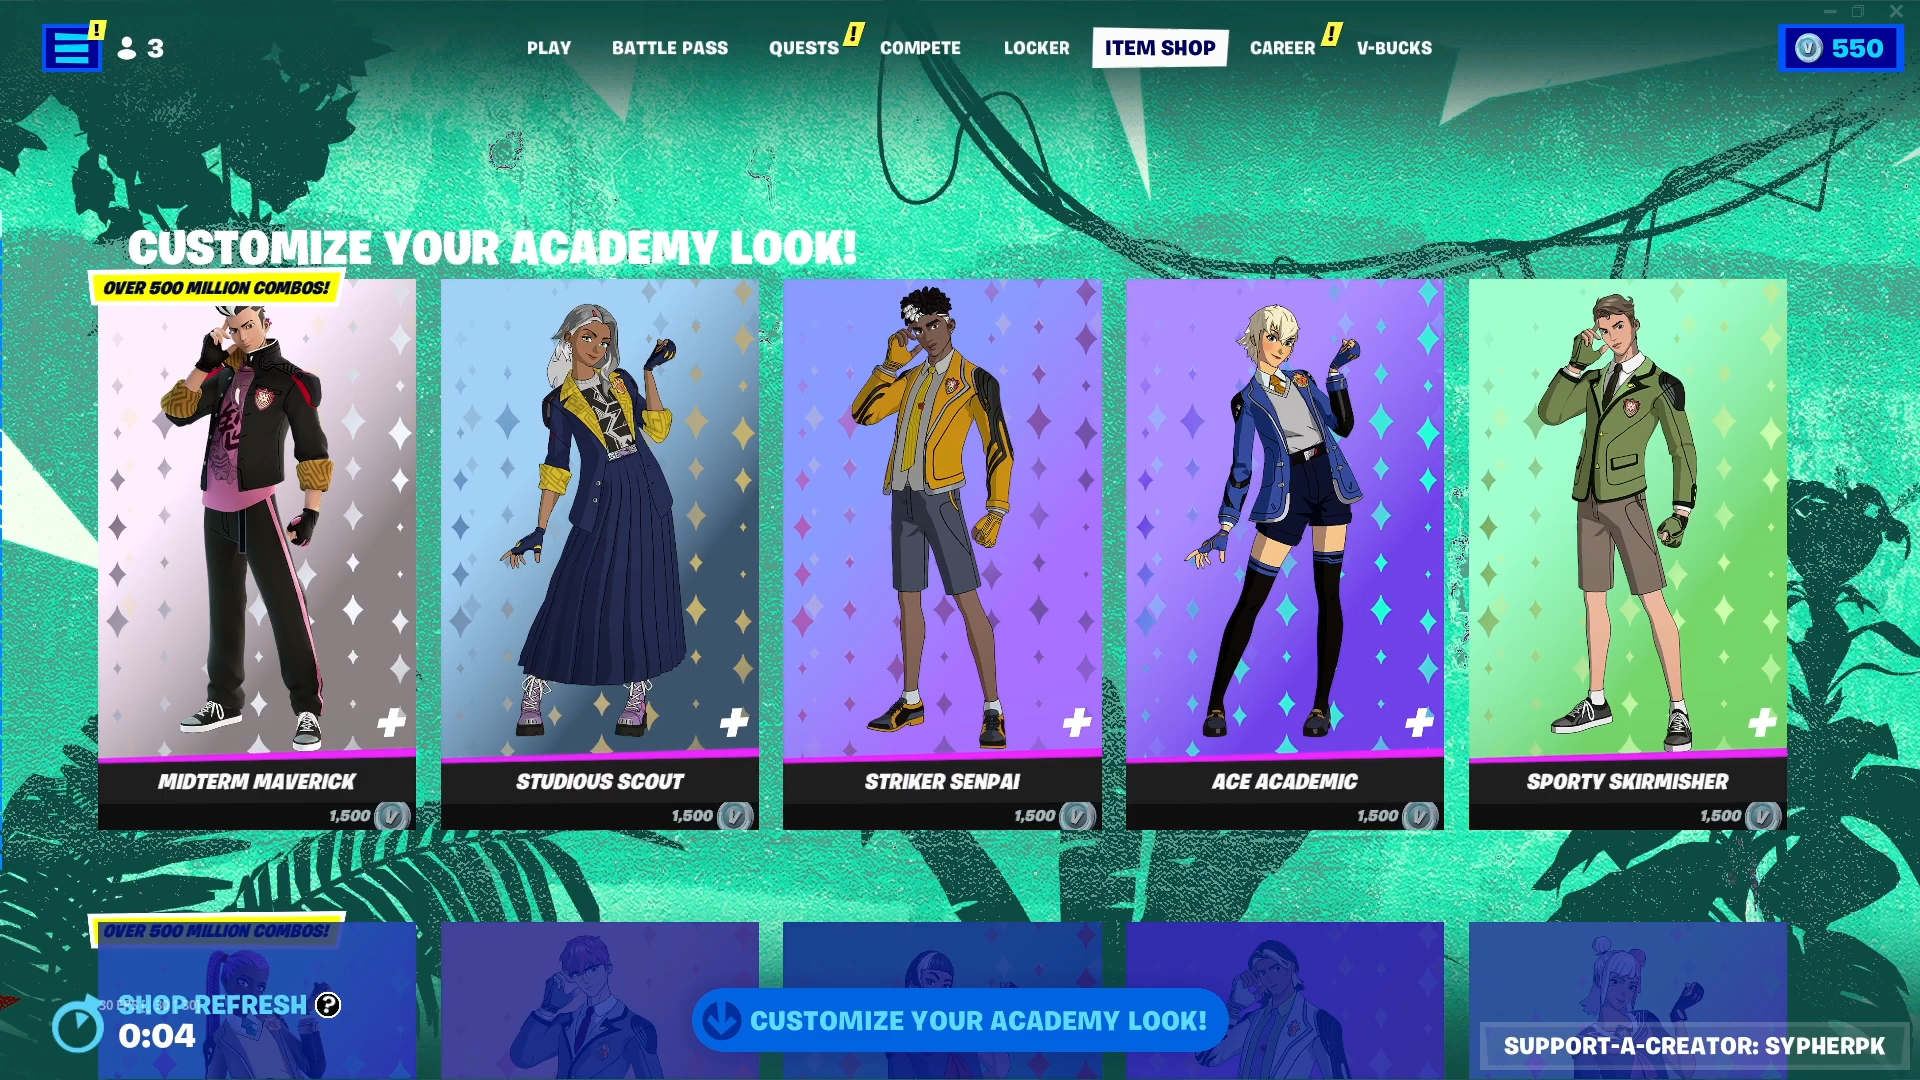 3
PLAY
BATTLE PASS
QUESTS
!
COMPETE
LOCKER
ITEM SHOP
CAREER
!
V-BUCKS
550
!
CUSTOMIZE YOUR ACADEMY LOOK!
OVER 500 MILLION COMBOS!
MIDTERM MAVERICK
1,500
STUDIOUS SCOUT
1,500
STRIKER SENPAI
1,500
ACE ACADEMIC
1,500
SPORTY SKIRMISHER
1,500
OVER 500 MILLION COMBOS!
SHOP REFRESH ?
0:04
CUSTOMIZE YOUR ACADEMY LOOK!
SUPPORT-A-CREATOR: SYPHERPK